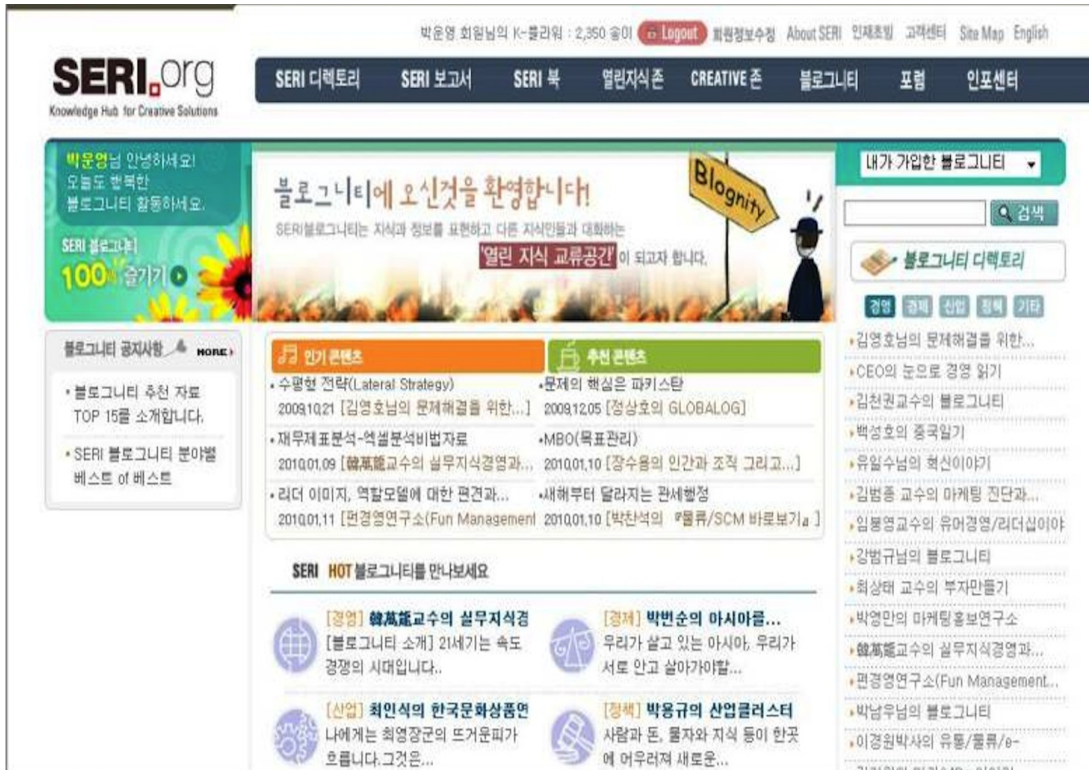 박운영 회원님의 K-플라워 : 2,350 송이 Logout 회원정보수정 About SERI 인재초빙 고객센터 Site Map English
SERI.org
Knowledge Hub for Creative Solutions
SERI 디렉토리 SERI 보고서 SERI 북 열린지식 존 CREATIVE 존 블로그니티 포럼 인포센터
박운영님 안녕하세요!
오늘도 행복한
블로그니티 활동하세요.
SERI 블로그니티
100% 즐기기
블로그니티에 오신것을 환영합니다!
SERI블로그니티는 지식과 정보를 표현하고 다른 지식인들과 대화하는
'열린 지식 교류공간'이 되고자 합니다.
Blognity
내가 가입한 블로그니티
검색
블로그니티 디렉토리
경영 경제 산업 정책 기타
블로그니티 공지사항 MORE
• 블로그니티 추천 자료
TOP 15를 소개합니다.
• SERI 블로그니티 분야별
베스트 of 베스트
인기 콘텐츠
• 수평형 전략(Lateral Strategy)
2009.10.21 [김영호님의 문제해결을 위한...]
• 재무제표분석-엑셀분석비법자료
2010.01.09 [韓萬龍교수의 실무지식경영과...
• 리더 이미지, 역할모델에 대한 편견과...
2010.01.11 [펀경영연구소(Fun Management
추천 콘텐츠
•문제의 핵심은 파키스탄
2009.12.05 [정상호의 GLOBALOG]
•MBO(목표관리)
2010.01.10 [장수용의 인간과 조직 그리고...]
•새해부터 달라지는 관세행정
2010.01.10 [박찬석의 『물류/SCM 바로보기』]
SERI HOT 블로그니티를 만나보세요
[경영] 韓萬龍교수의 실무지식경
[블로그니티 소개] 21세기는 속도
경쟁의 시대입니다..
[경제] 박번순의 아시아를...
우리가 살고 있는 아시아, 우리가
서로 안고 살아가야할...
[산업] 최인식의 한국문화상품연
나에게는 최영장군의 뜨거운피가
흐릅니다.그것은...
[정책] 박용규의 산업클러스터
사람과 돈, 물자와 지식 등이 한곳
에 어우러져 새로운...
김영호님의 문제해결을 위한...
CEO의 눈으로 경영 읽기
김천권교수의 블로그니티
백성호의 중국일기
유일수님의 혁신이야기
김범종 교수의 마케팅 진단과...
임붕영교수의 유머경영/리더십이야
강범규님의 블로그니티
최상태 교수의 부자만들기
박영만의 마케팅홍보연구소
韓萬龍교수의 실무지식경영과...
펀경영연구소(Fun Management...
박남우님의 블로그니티
이경원박사의 유통/물류/e-